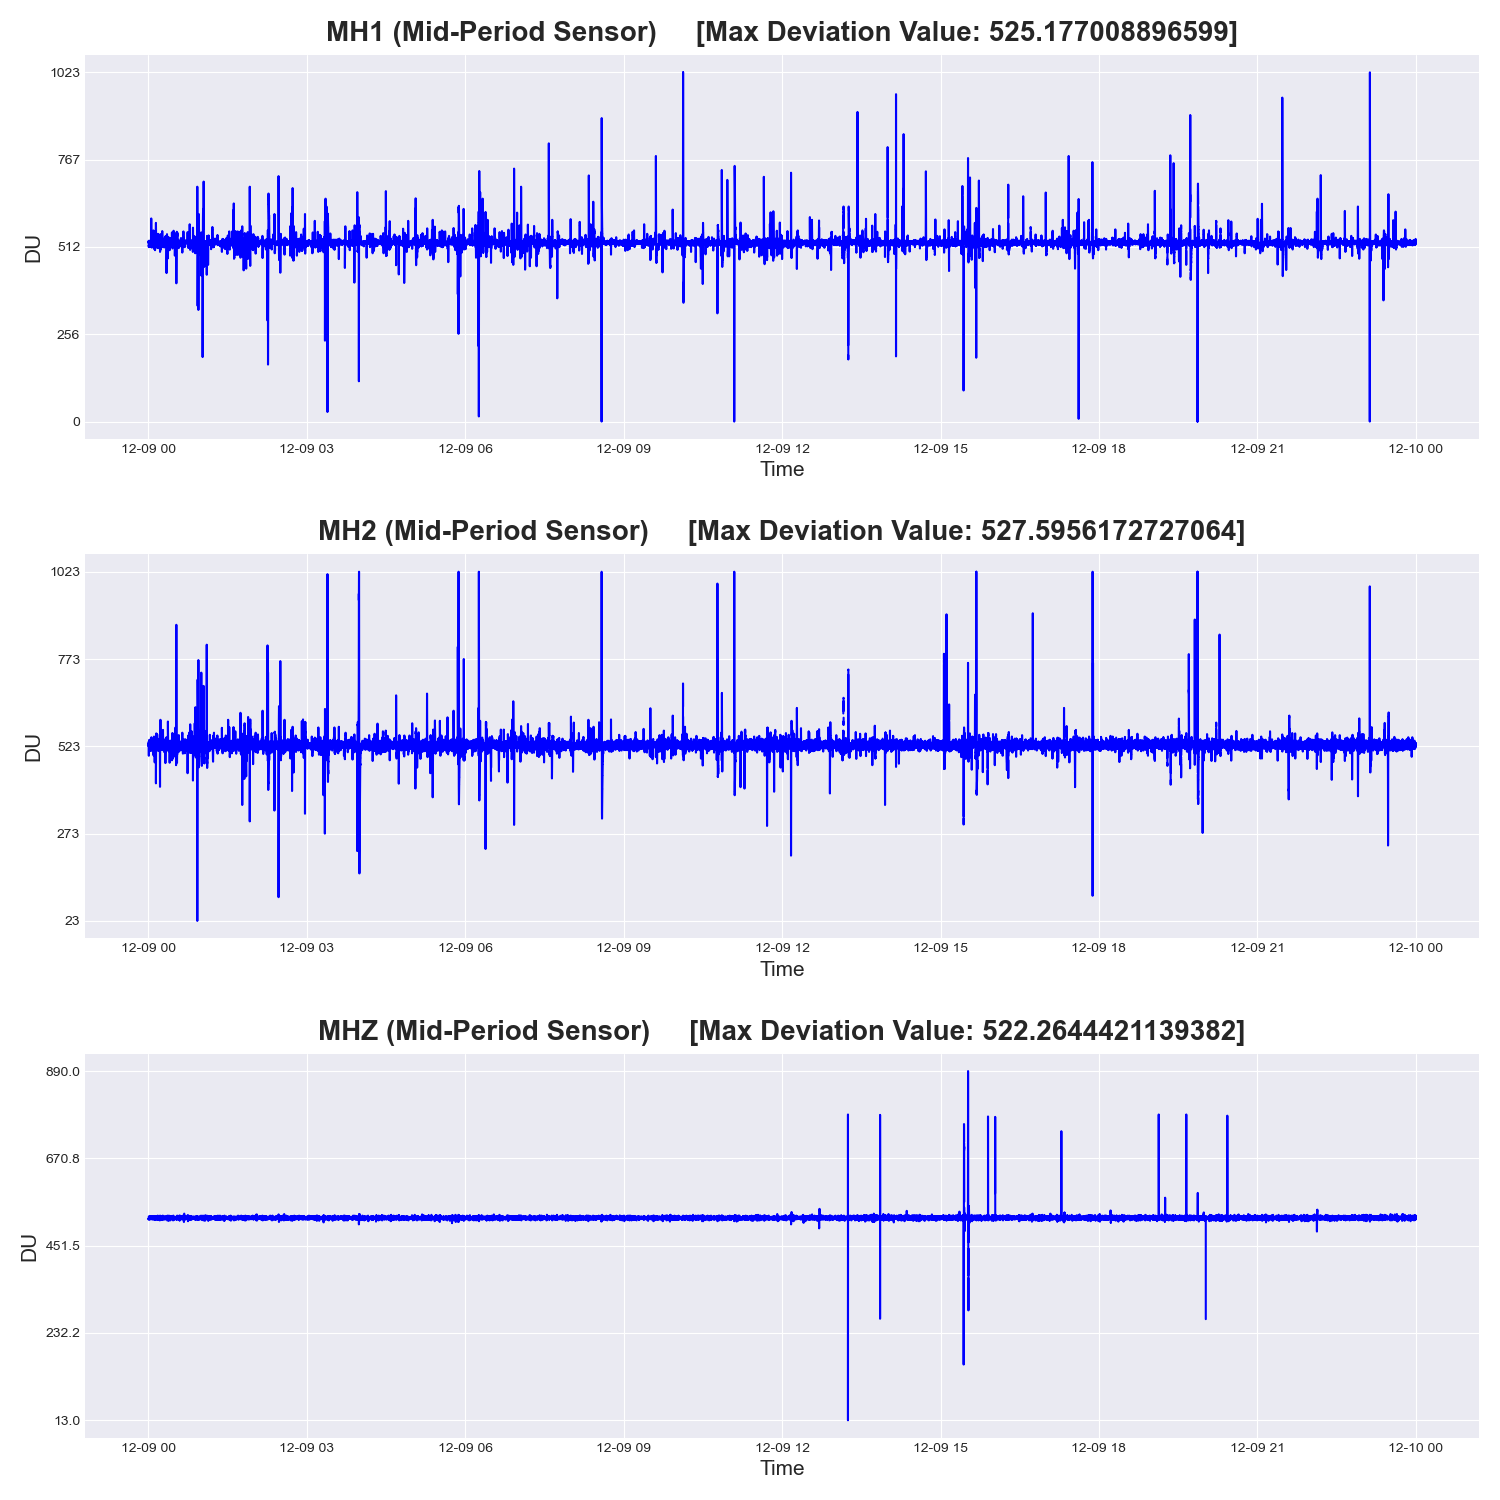 MH1 (Mid-Period Sensor) [Max Deviation Value: 525.177008896599]
1023
767
512
256
0
DU
12-09 00 12-09 03 12-09 06 12-09 09 12-09 12 12-09 15 12-09 18 12-09 21 12-10 00
Time
MH2 (Mid-Period Sensor) [Max Deviation Value: 527.5956172727064]
1023
773
523
273
23
DU
12-09 00 12-09 03 12-09 06 12-09 09 12-09 12 12-09 15 12-09 18 12-09 21 12-10 00
Time
MHZ (Mid-Period Sensor) [Max Deviation Value: 522.2644421139382]
890.0
670.8
451.5
232.2
13.0
DU
12-09 00 12-09 03 12-09 06 12-09 09 12-09 12 12-09 15 12-09 18 12-09 21 12-10 00
Time